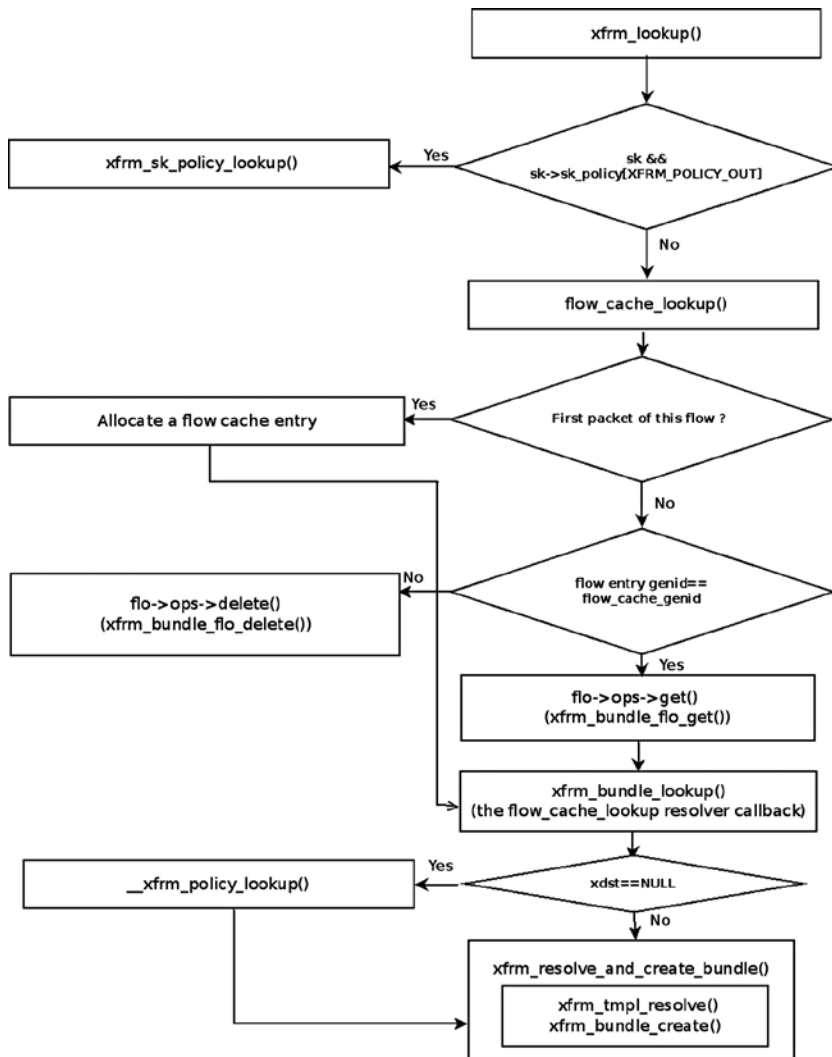 xfrm_lookup()
sk &&
sk->sk_policy[XFRM_POLICY_OUT]
Yes
xfrm_sk_policy_lookup()
No
flow_cache_lookup()
First packet of this flow ?
Yes
Allocate a flow cache entry
No
flow entry genid==
flow_cache_genid
No
flo->ops->delete()
(xfrm_bundle_flo_delete())
Yes
flo->ops->get()
(xfrm_bundle_flo_get())
xfrm_bundle_lookup()
(the flow_cache_lookup resolver callback)
xdst==NULL
Yes
__xfrm_policy_lookup()
No
xfrm_resolve_and_create_bundle()
xfrm_tmpl_resolve()
xfrm_bundle_create()